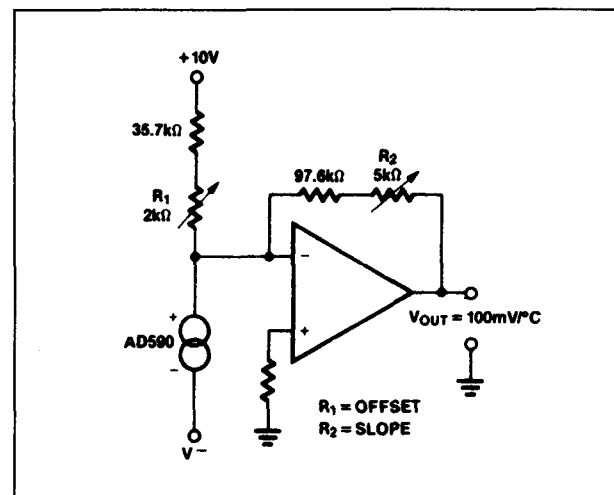 +10V
35.7kΩ
R1
2kΩ
97.6kΩ
R2
5kΩ
−
+
+
AD590
−
V−
VOUT = 100mV/°C
R1 = OFFSET
R2 = SLOPE